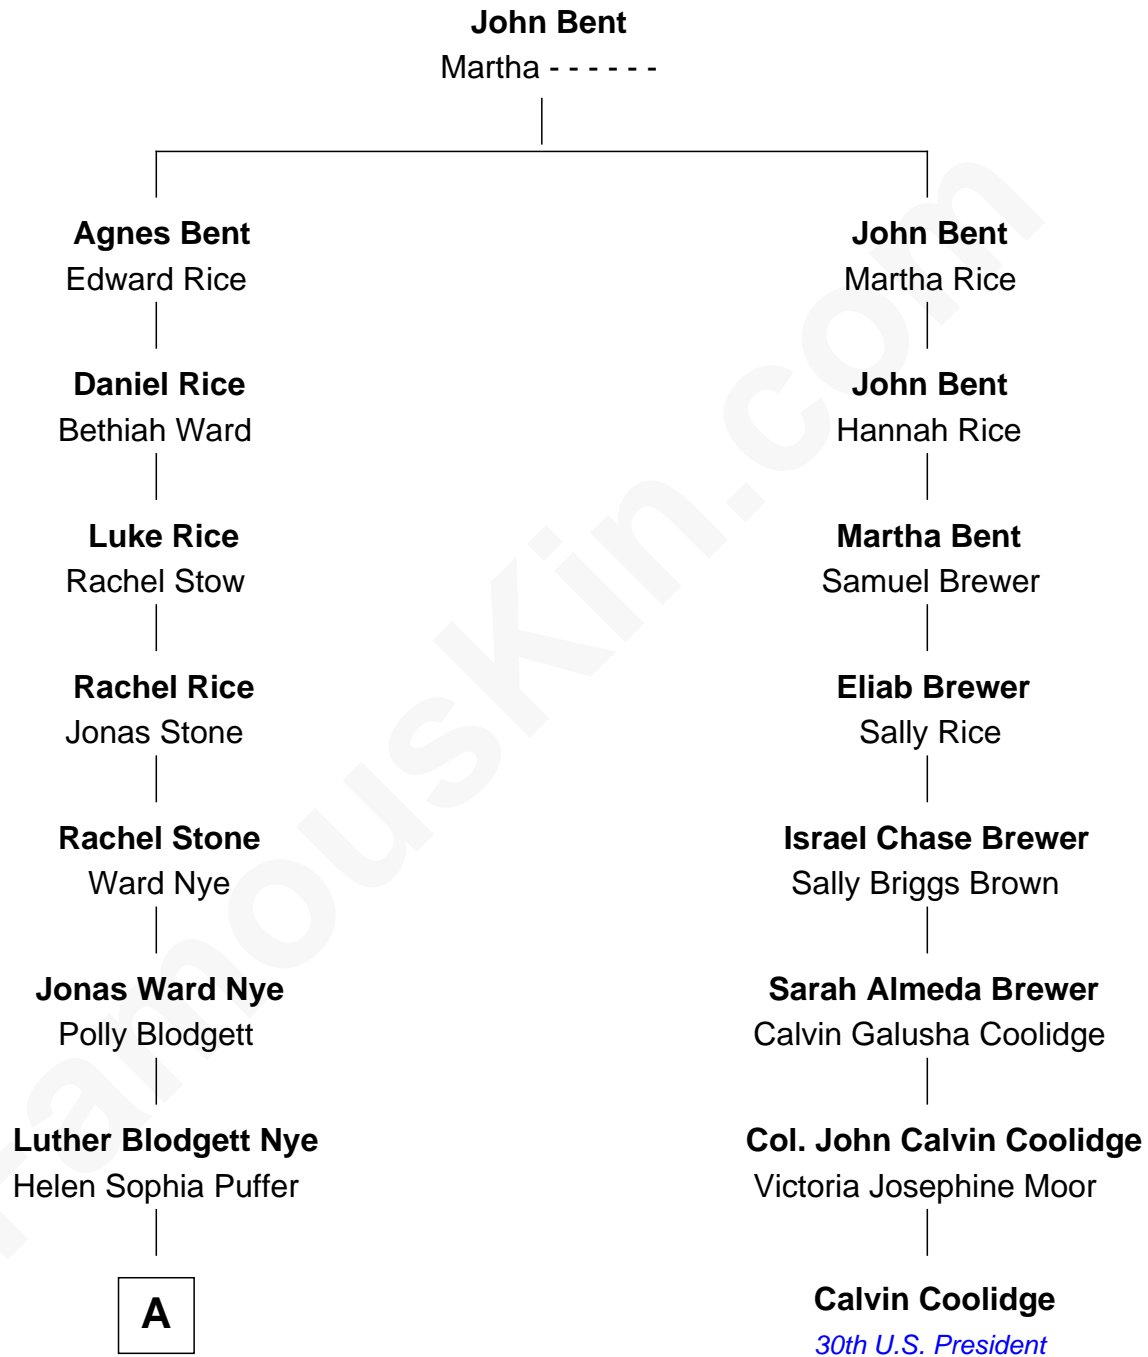 John Bent
Martha - - - - - -
Agnes Bent
Edward Rice
John Bent
Martha Rice
Daniel Rice
Bethiah Ward
John Bent
Hannah Rice
Luke Rice
Rachel Stow
Martha Bent
Samuel Brewer
Rachel Rice
Jonas Stone
Eliab Brewer
Sally Rice
Rachel Stone
Ward Nye
Israel Chase Brewer
Sally Briggs Brown
Jonas Ward Nye
Polly Blodgett
Sarah Almeda Brewer
Calvin Galusha Coolidge
Luther Blodgett Nye
Helen Sophia Puffer
Col. John Calvin Coolidge
Victoria Josephine Moor
A
Calvin Coolidge
30th U.S. President
FamousKin.com